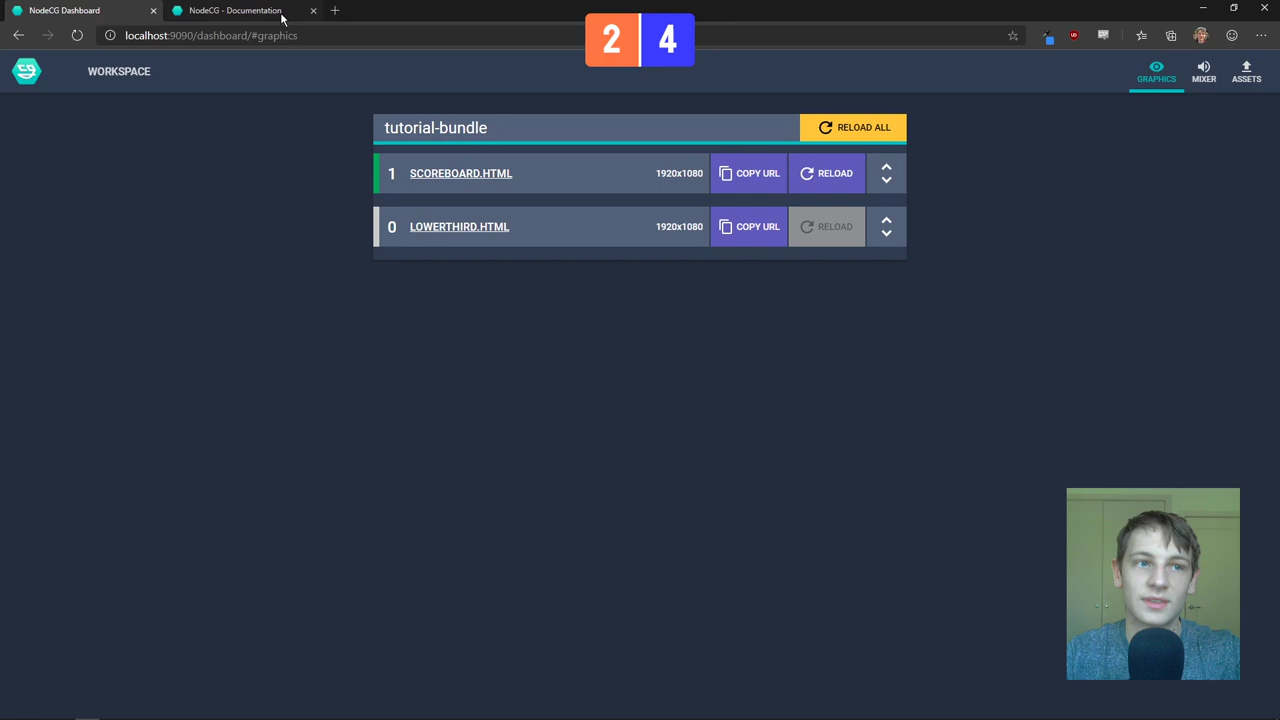 NodeCG Dashboard
NodeCG - Documentation
localhost:9090/dashboard/#graphics
2 4
WORKSPACE
GRAPHICS
MIXER
ASSETS
tutorial-bundle
RELOAD ALL
1 SCOREBOARD.HTML 1920x1080 COPY URL RELOAD
0 LOWERTHIRD.HTML 1920x1080 COPY URL RELOAD